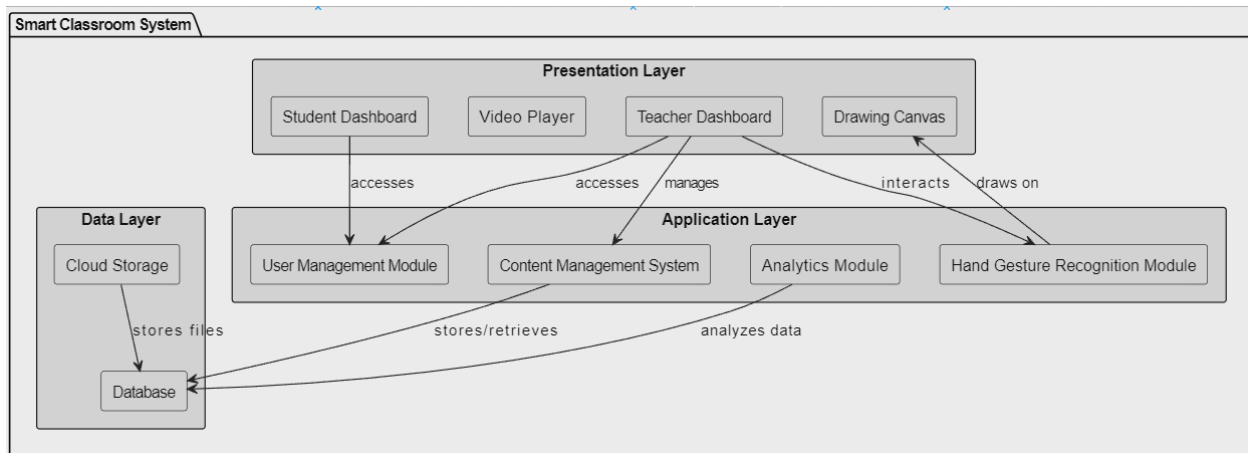 Smart Classroom System
Presentation Layer
Student Dashboard
Video Player
Teacher Dashboard
Drawing Canvas
accesses
accesses
manages
interacts
draws on
Data Layer
Application Layer
Cloud Storage
User Management Module
Content Management System
Analytics Module
Hand Gesture Recognition Module
stores files
stores/retrieves
analyzes data
Database